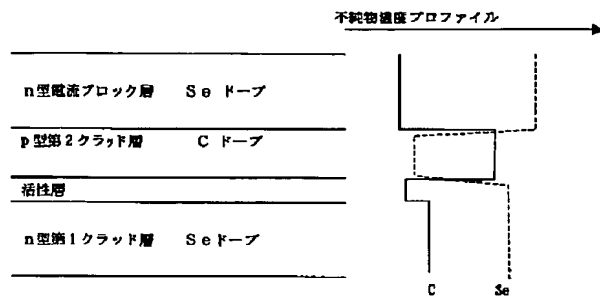 不純物濃度プロファイル
n型電流ブロック層 Se ドープ
p型第2クラッド層 C ドープ
活性層
n型第1クラッド層 Seドープ
C Se